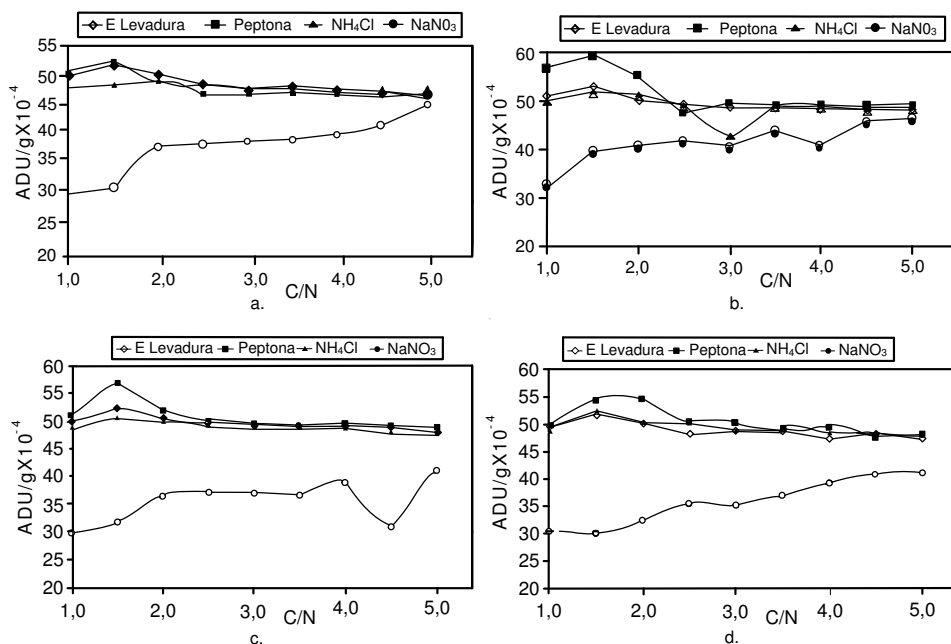 E Levadura Peptona NH₄Cl NaN0₃
55
50
45
40
35
30
25
20
ADU/gX10⁻⁴
1,0 2,0 3,0 4,0 5,0
C/N
a.
E Levadura Peptona NH₄Cl NaNO₃
60
50
40
30
20
ADU/gX10⁻⁴
1,0 2,0 3,0 4,0 5,0
C/N
b.
E Levadura Peptona NH₄Cl NaNO₃
60
55
50
45
40
35
30
25
20
ADU/gX10⁻⁴
1,0 2,0 3,0 4,0 5,0
C/N
c.
E Levadura Peptona NH₄Cl NaNO₃
60
55
50
45
40
35
30
25
20
ADU/gX10⁻⁴
1,0 2,0 3,0 4,0 5,0
C/N
d.